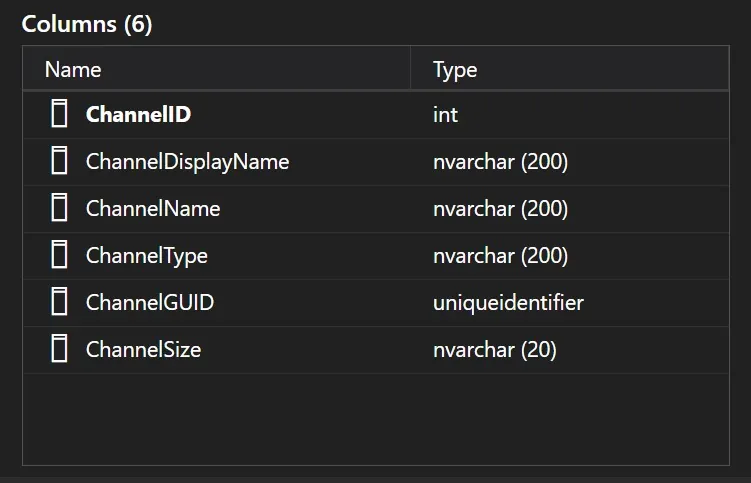 Columns (6)
Name Type
ChannelID int
ChannelDisplayName nvarchar (200)
ChannelName nvarchar (200)
ChannelType nvarchar (200)
ChannelGUID uniqueidentifier
ChannelSize nvarchar (20)